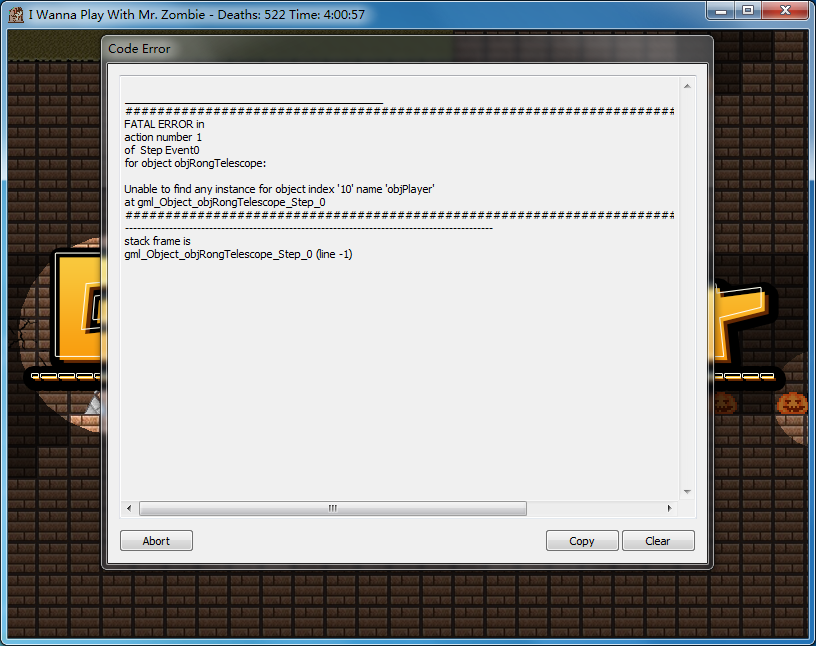 I Wanna Play With Mr. Zombie - Deaths: 522 Time: 4:00:57
Code Error
___________________________________________
############################################################################
FATAL ERROR in
action number 1
of  Step Event0
for object objRongTelescope:
Unable to find any instance for object index '10' name 'objPlayer'
at gml_Object_objRongTelescope_Step_0
############################################################################
--------------------------------------------------------------------------------------------
stack frame is
gml_Object_objRongTelescope_Step_0 (line -1)
Abort
Copy
Clear